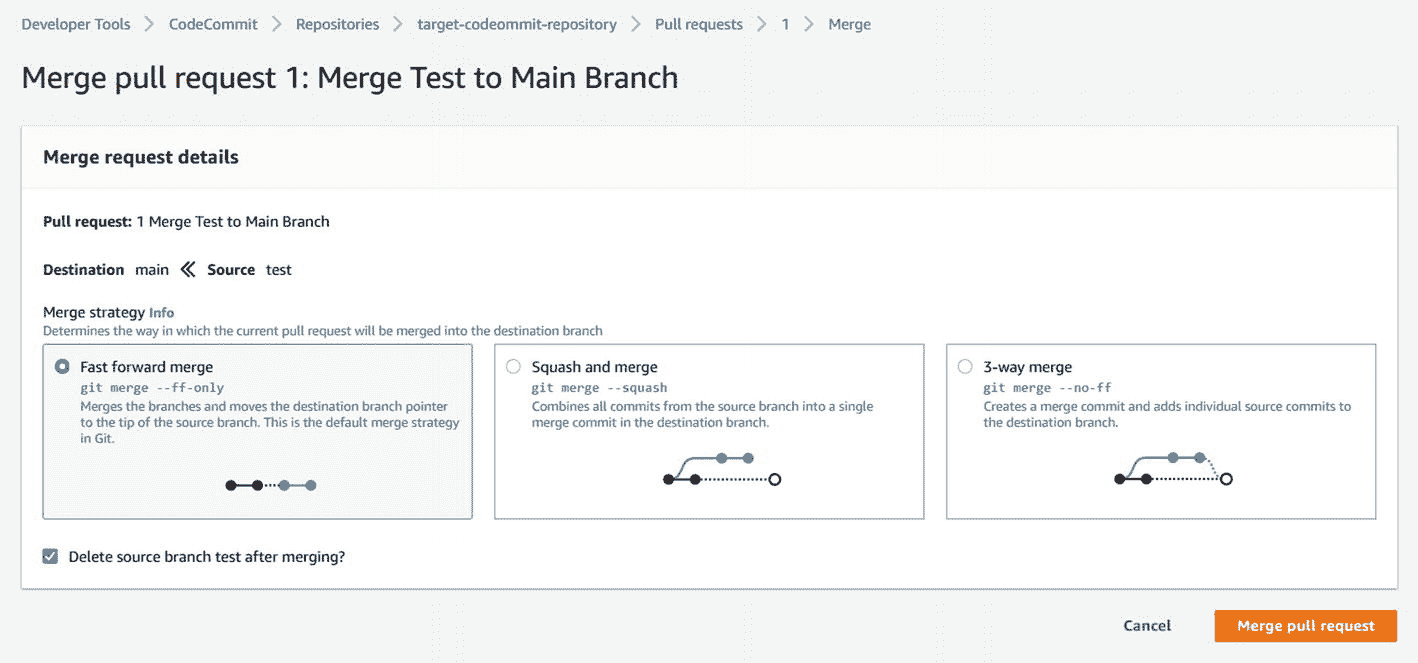 Developer Tools > CodeCommit > Repositories > target-codecommit-repository > Pull requests > 1 > Merge
Merge pull request 1: Merge Test to Main Branch
Merge request details
Pull request: 1 Merge Test to Main Branch
Destination main « Source test
Merge strategy Info
Determines the way in which the current pull request will be merged into the destination branch
Fast forward merge
git merge --ff-only
Merges the branches and moves the destination branch pointer
to the tip of the source branch. This is the default merge strategy
in Git.
Squash and merge
git merge --squash
Combines all commits from the source branch into a single
merge commit in the destination branch.
3-way merge
git merge --no-ff
Creates a merge commit and adds individual source commits to
the destination branch.
Delete source branch test after merging?
Cancel
Merge pull request